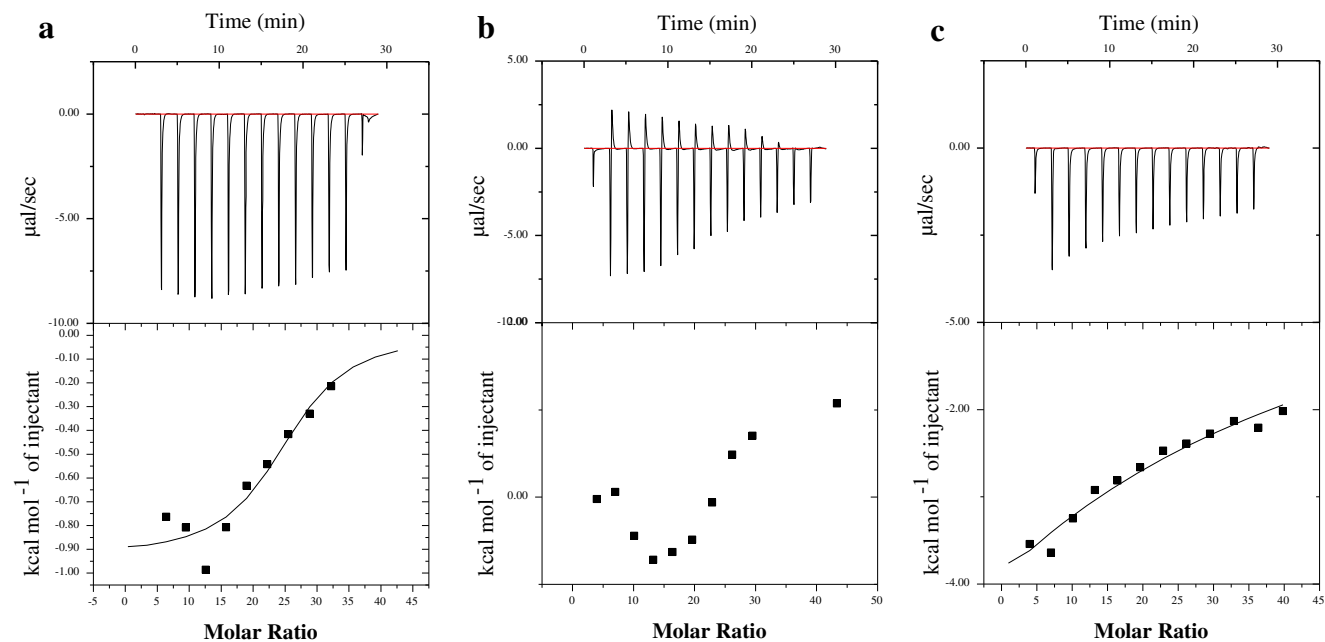 a
Time (min)
0 10 20 30 40
0.00
-5.00
-10.00
µal/sec
0.00
-0.10
-0.20
-0.30
-0.40
-0.50
-0.60
-0.70
-0.80
-0.90
-1.00
kcal mol-1 of injectant
-5 0 5 10 15 20 25 30 35 40 45
Molar Ratio
b
Time (min)
0 10 20 30
5.00
0.00
-5.00
µal/sec
0.00
kcal mol-1 of injectant
0 10 20 30 40 50
Molar Ratio
c
Time (min)
0 10 20 30
0.00
-5.00
µal/sec
-2.00
-4.00
kcal mol-1 of injectant
0 5 10 15 20 25 30 35 40 45
Molar Ratio